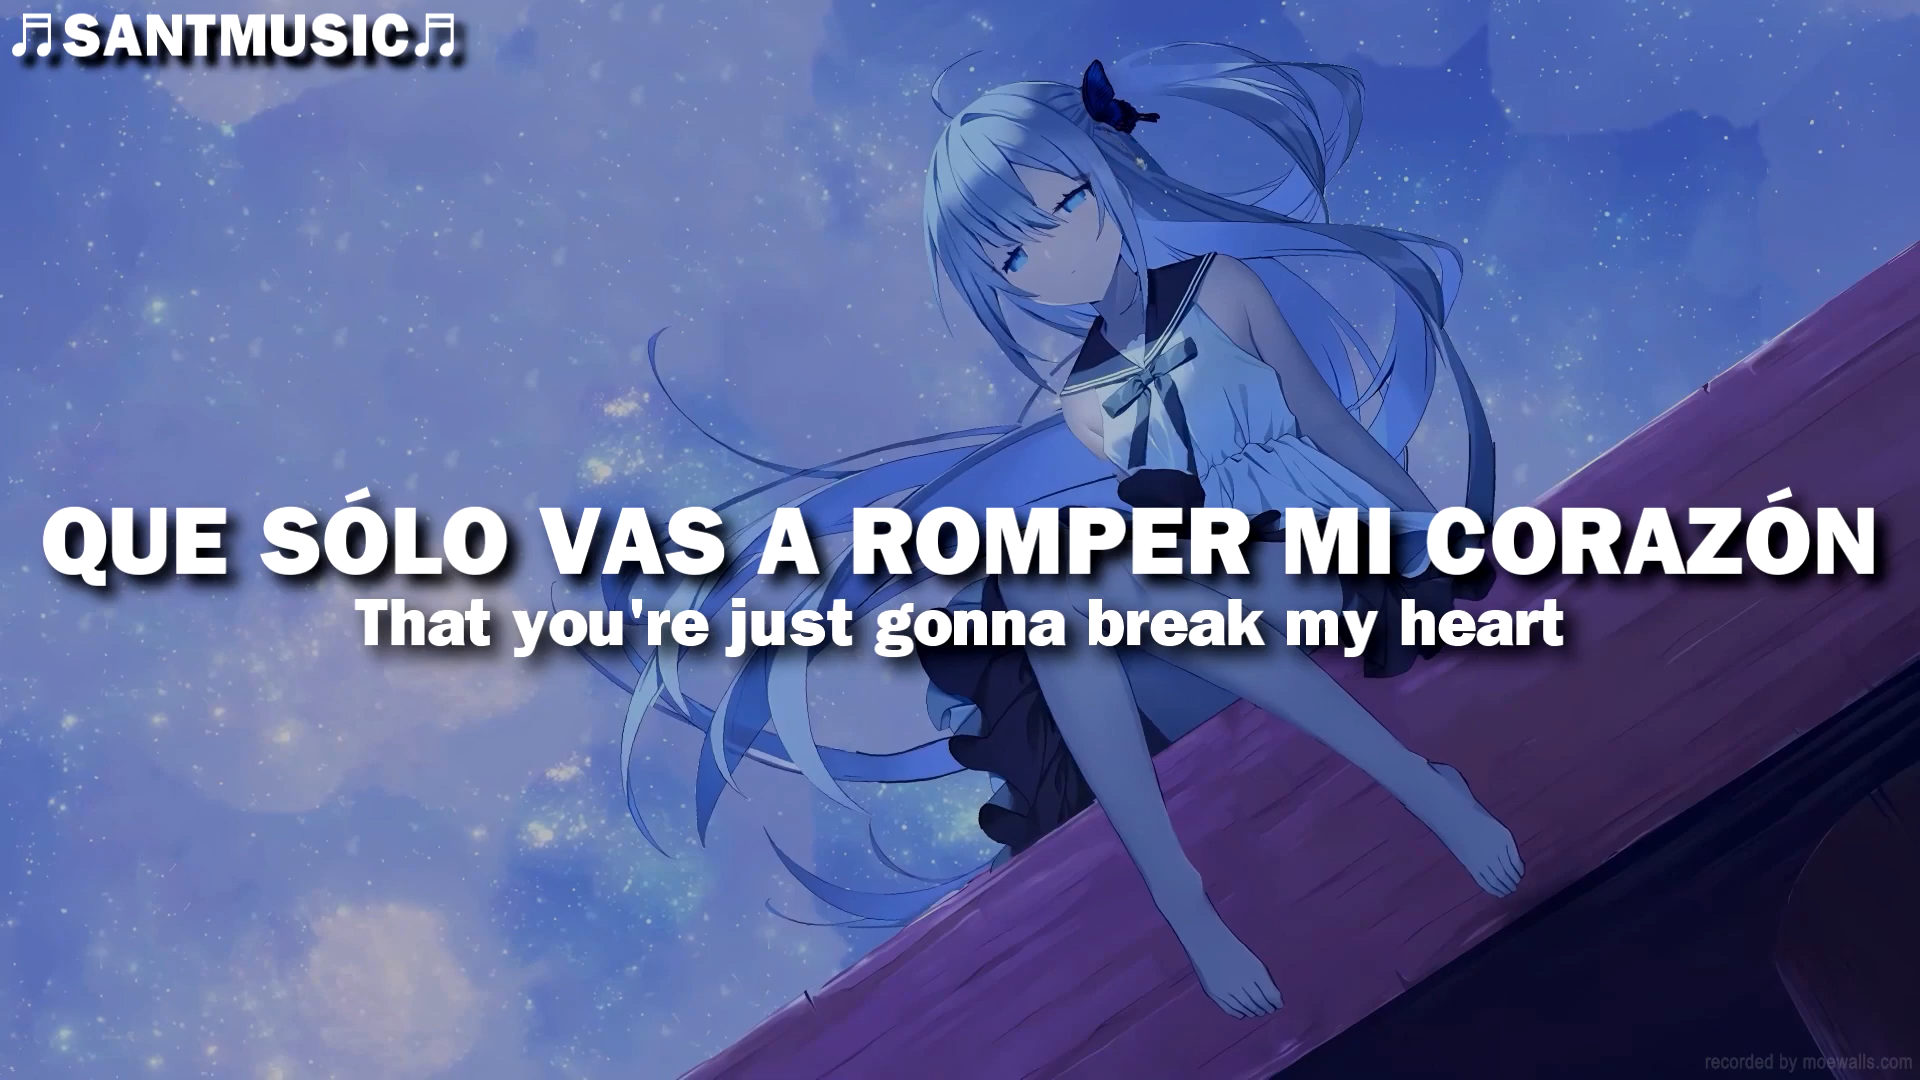 ♬SANTMUSIC♬
QUE SÓLO VAS A ROMPER MI CORAZÓN
That you're just gonna break my heart
recorded by moewalls.com